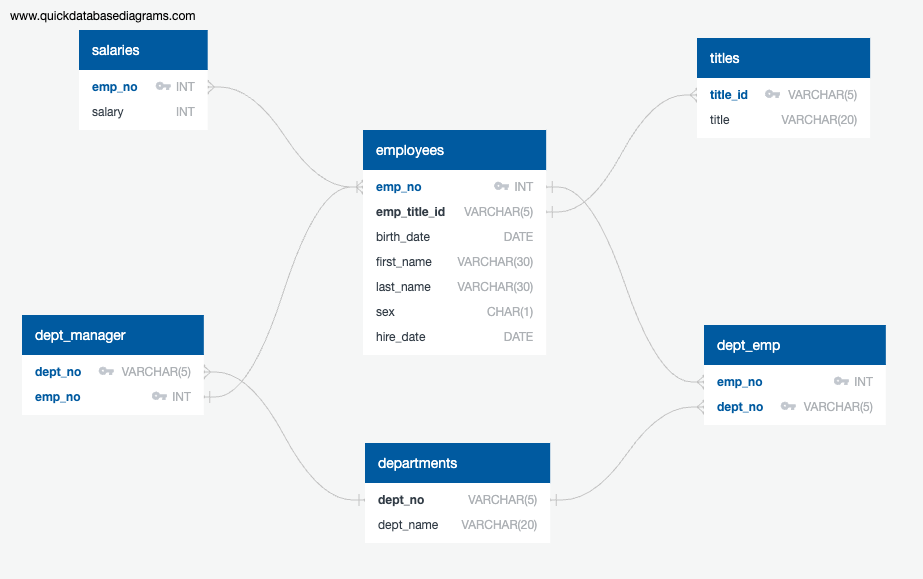 www.quickdatabasediagrams.com
salaries
emp_no INT
salary INT
titles
title_id VARCHAR(5)
title VARCHAR(20)
employees
emp_no INT
emp_title_id VARCHAR(5)
birth_date DATE
first_name VARCHAR(30)
last_name VARCHAR(30)
sex CHAR(1)
hire_date DATE
dept_manager
dept_no VARCHAR(5)
emp_no INT
dept_emp
emp_no INT
dept_no VARCHAR(5)
departments
dept_no VARCHAR(5)
dept_name VARCHAR(20)